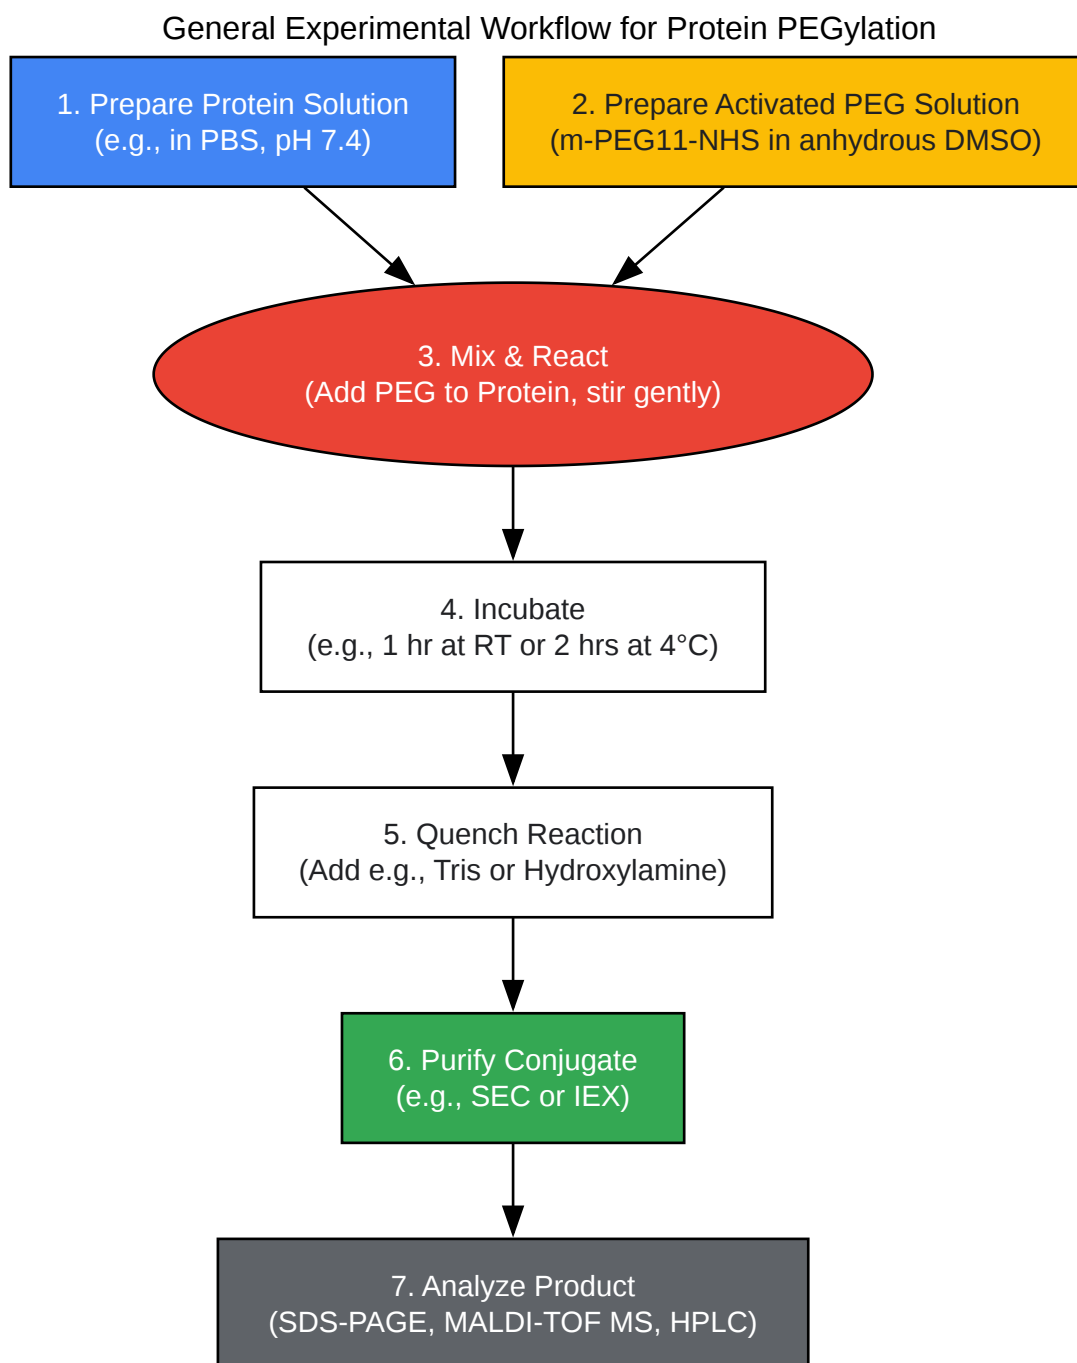 General Experimental Workflow for Protein PEGylation
1. Prepare Protein Solution
(e.g., in PBS, pH 7.4)
2. Prepare Activated PEG Solution
(m-PEG11-NHS in anhydrous DMSO)
3. Mix & React
(Add PEG to Protein, stir gently)
4. Incubate
(e.g., 1 hr at RT or 2 hrs at 4°C)
5. Quench Reaction
(Add e.g., Tris or Hydroxylamine)
6. Purify Conjugate
(e.g., SEC or IEX)
7. Analyze Product
(SDS-PAGE, MALDI-TOF MS, HPLC)